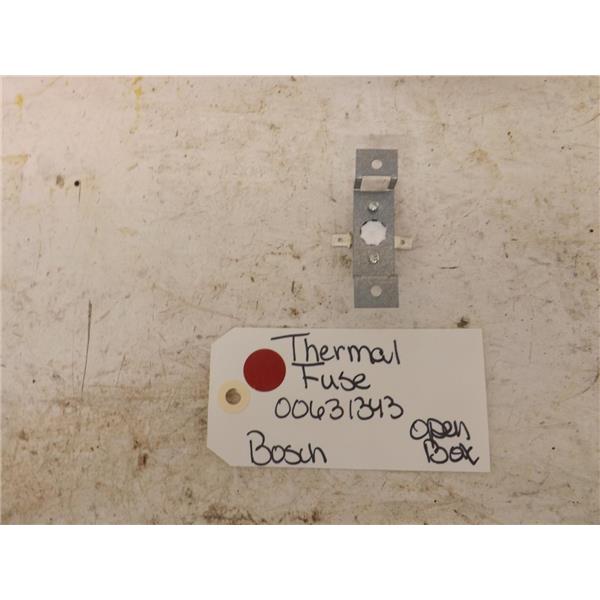 Thermal
Fuse
00631343
Bosch
open
Box